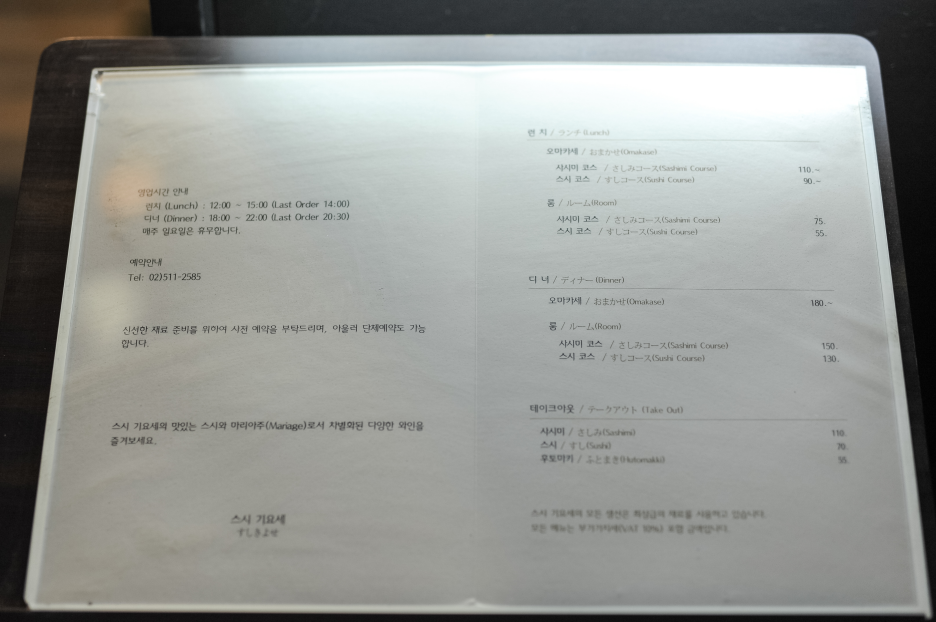 영업시간 안내
런치 (Lunch) : 12:00 ~ 15:00 (Last Order 14:00)
디너 (Dinner) : 18:00 ~ 22:00 (Last Order 20:30)
매주 일요일은 휴무합니다.
예약안내
Tel: 02)511-2585
신선한 재료 준비를 위하여 사전 예약을 부탁드리며, 아울러 단체예약도 가능
합니다.
스시 기요세의 맛있는 스시와 마리아주(Mariage)로서 차별화된 다양한 와인을
즐겨보세요.
스시 기요세
すしきよせ
런 치 / ランチ(Lunch)
오마카세 / おまかせ(Omakase)
사시미 코스 / さしみコース(Sashimi Course) 110.~
스시 코스 / すしコース(Sushi Course) 90.~
룸 / ルーム(Room)
사시미 코스 / さしみコース(Sashimi Course) 75.
스시 코스 / すしコース(Sushi Course) 55.
디 너 / ディナー(Dinner)
오마카세 / おまかせ(Omakase) 180.~
룸 / ルーム(Room)
사시미 코스 / さしみコース(Sashimi Course) 150.
스시 코스 / すしコース(Sushi Course) 130.
테이크아웃 / テークアウト (Take Out)
사시미 / さしみ(Sashimi) 110.
스시 / すし(Sushi) 70.
후토마키 / ふとまき(Hutomakki) 55.
스시 기요세의 모든 생선은 최상급의 재료를 사용하고 있습니다.
모든 메뉴는 부가가치세(VAT 10%) 포함 금액입니다.